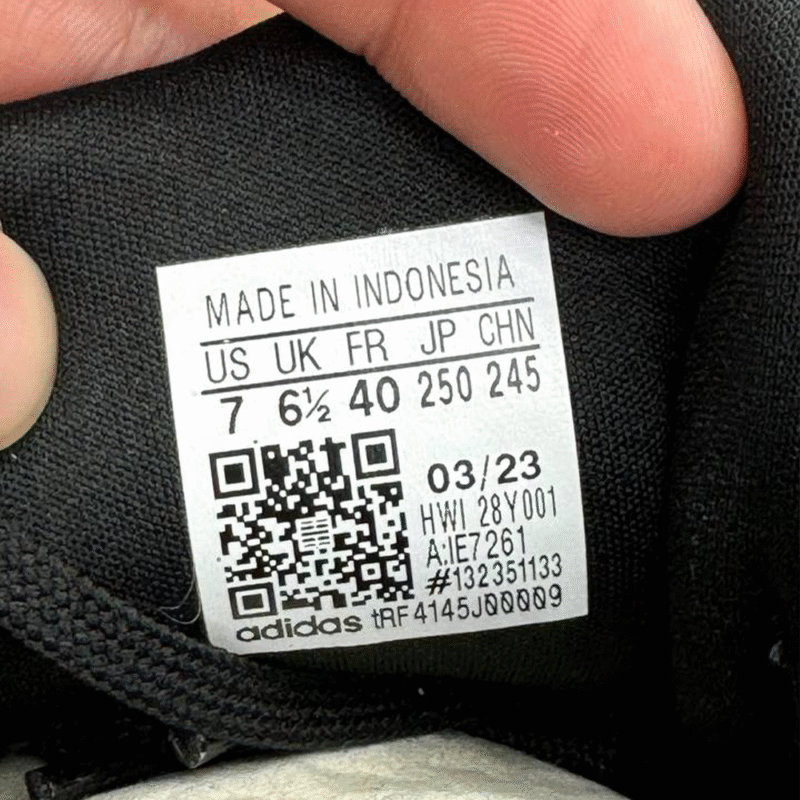 MADE IN INDONESIA
US UK FR JP CHN
7 6½ 40 250 245
03/23
HWI 28Y001
A:IE7261
#132351133
adidas tRF4145J00009